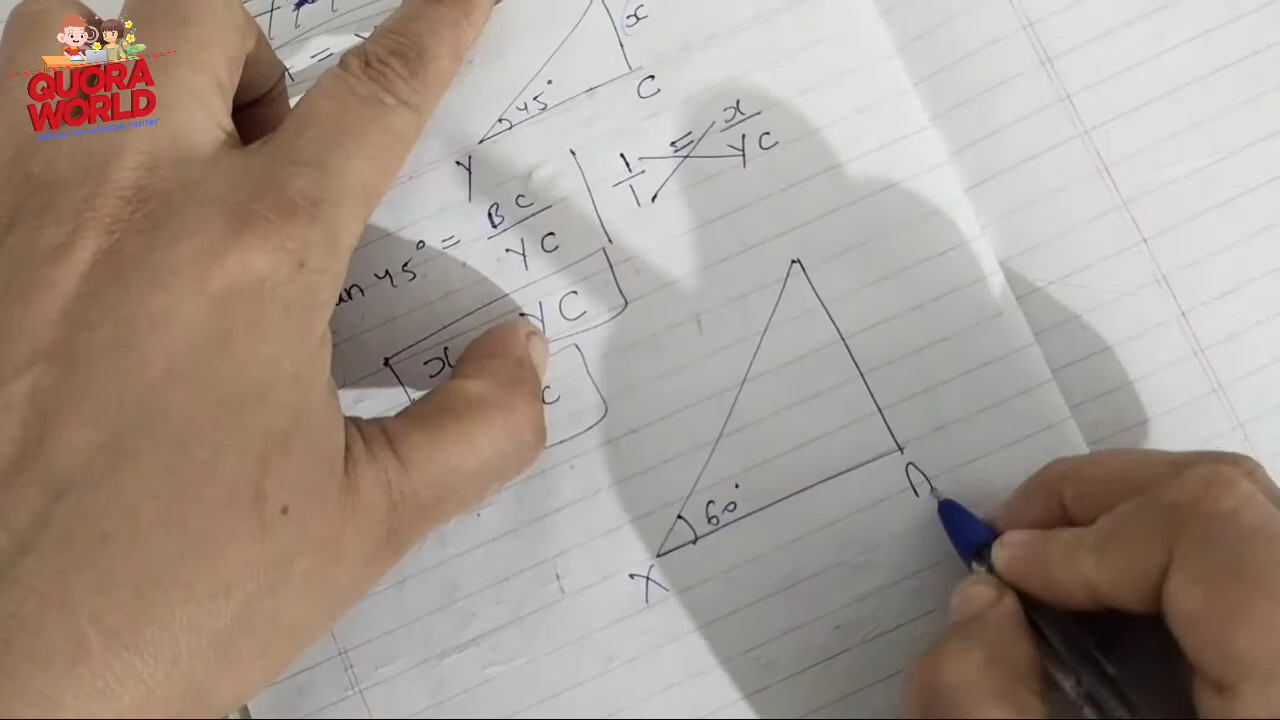 QUORA
WORLD
x
45°
C
Y
1/1 = x/YC
tan 45° = BC/YC
YC
x
C
60°
X
A